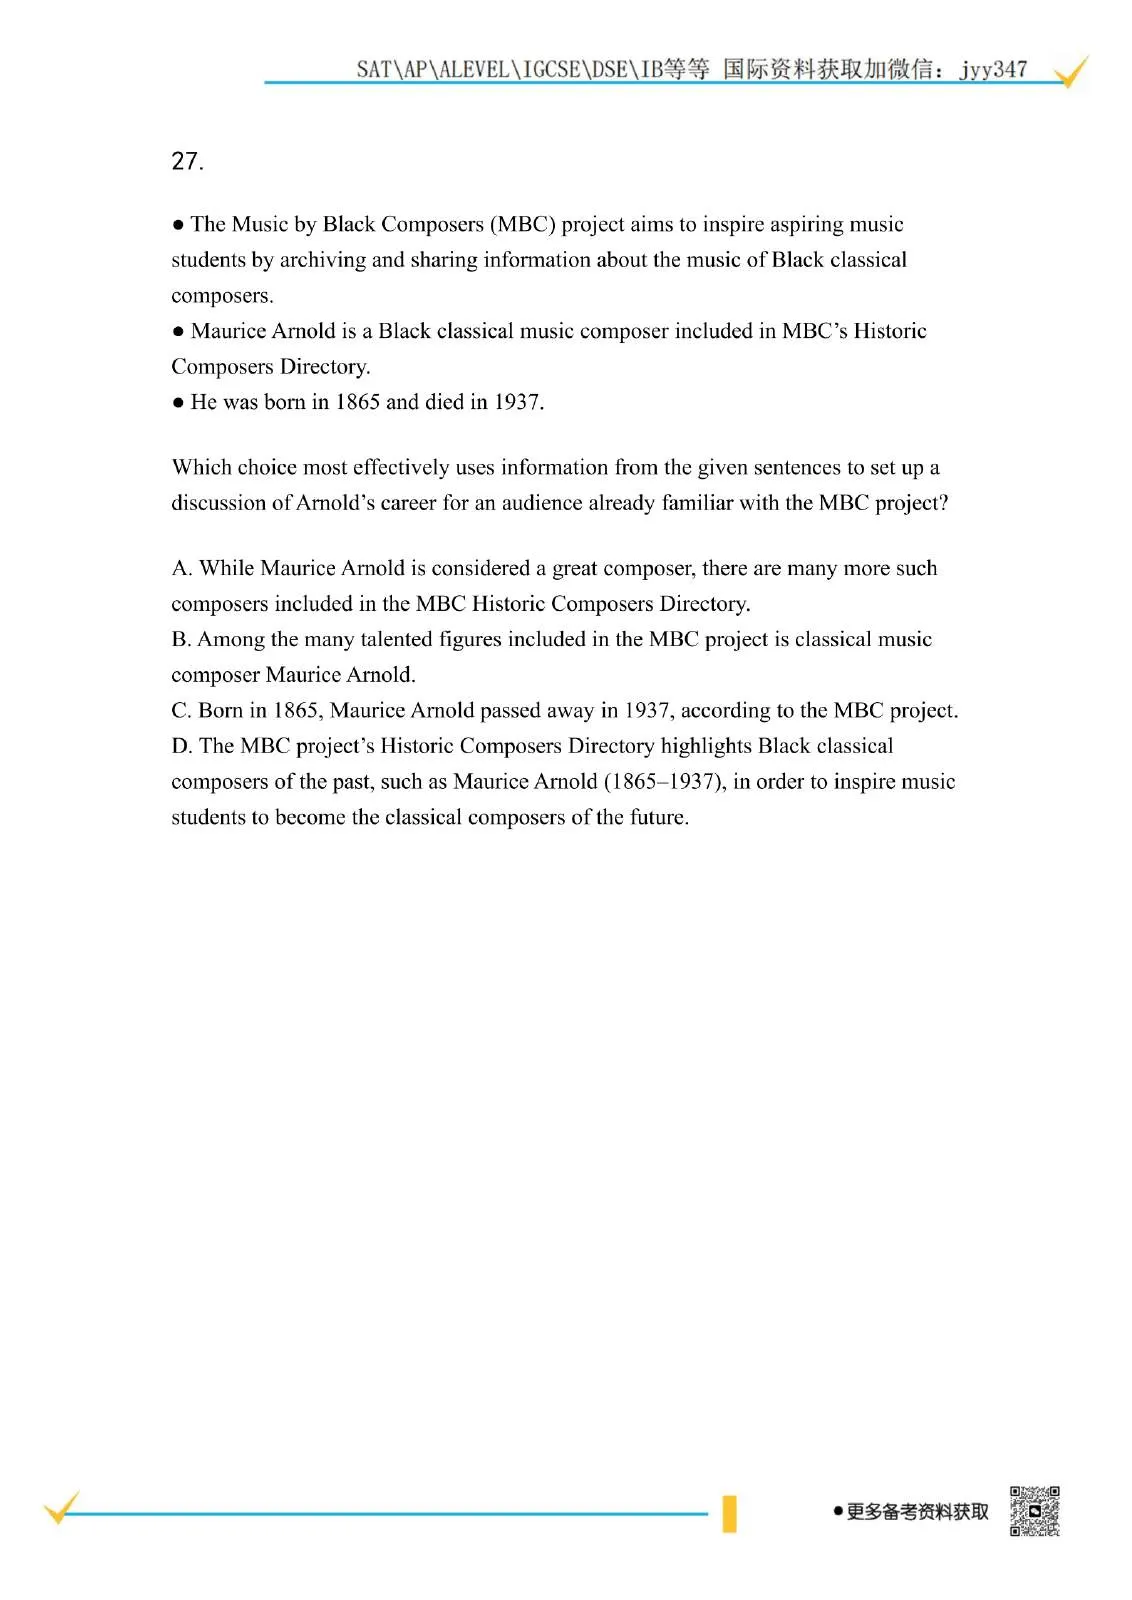 SAT\AP\ALEVEL\IGCSE\DSE\IB等等 国际资料获取加微信：jyy347
27.
● The Music by Black Composers (MBC) project aims to inspire aspiring music
students by archiving and sharing information about the music of Black classical
composers.
● Maurice Arnold is a Black classical music composer included in MBC’s Historic
Composers Directory.
● He was born in 1865 and died in 1937.
Which choice most effectively uses information from the given sentences to set up a
discussion of Arnold’s career for an audience already familiar with the MBC project?
A. While Maurice Arnold is considered a great composer, there are many more such
composers included in the MBC Historic Composers Directory.
B. Among the many talented figures included in the MBC project is classical music
composer Maurice Arnold.
C. Born in 1865, Maurice Arnold passed away in 1937, according to the MBC project.
D. The MBC project’s Historic Composers Directory highlights Black classical
composers of the past, such as Maurice Arnold (1865–1937), in order to inspire music
students to become the classical composers of the future.
●更多备考资料获取